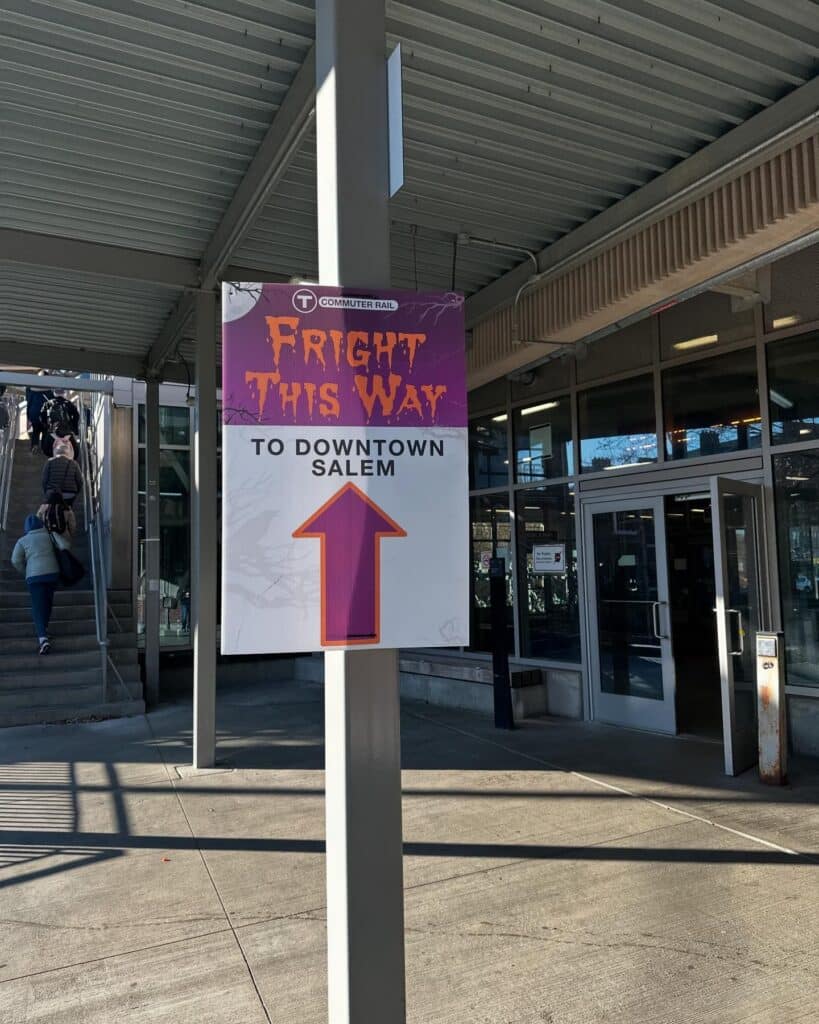 T COMMUTER RAIL
FRIGHT
THIS WAY
TO DOWNTOWN
SALEM